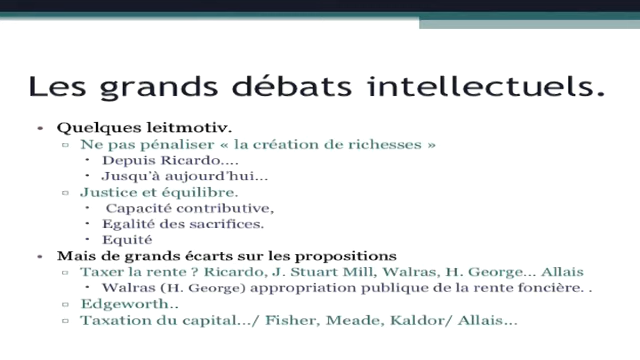 Les grands débats intellectuels.
• Quelques leitmotiv.
▫ Ne pas pénaliser « la création de richesses »
• Depuis Ricardo....
• Jusqu'à aujourd'hui...
▫ Justice et équilibre.
• Capacité contributive,
• Egalité des sacrifices.
• Equité
• Mais de grands écarts sur les propositions
▫ Taxer la rente ? Ricardo, J. Stuart Mill, Walras, H. George... Allais
• Walras (H. George) appropriation publique de la rente foncière. .
▫ Edgeworth..
▫ Taxation du capital.../ Fisher, Meade, Kaldor/ Allais...